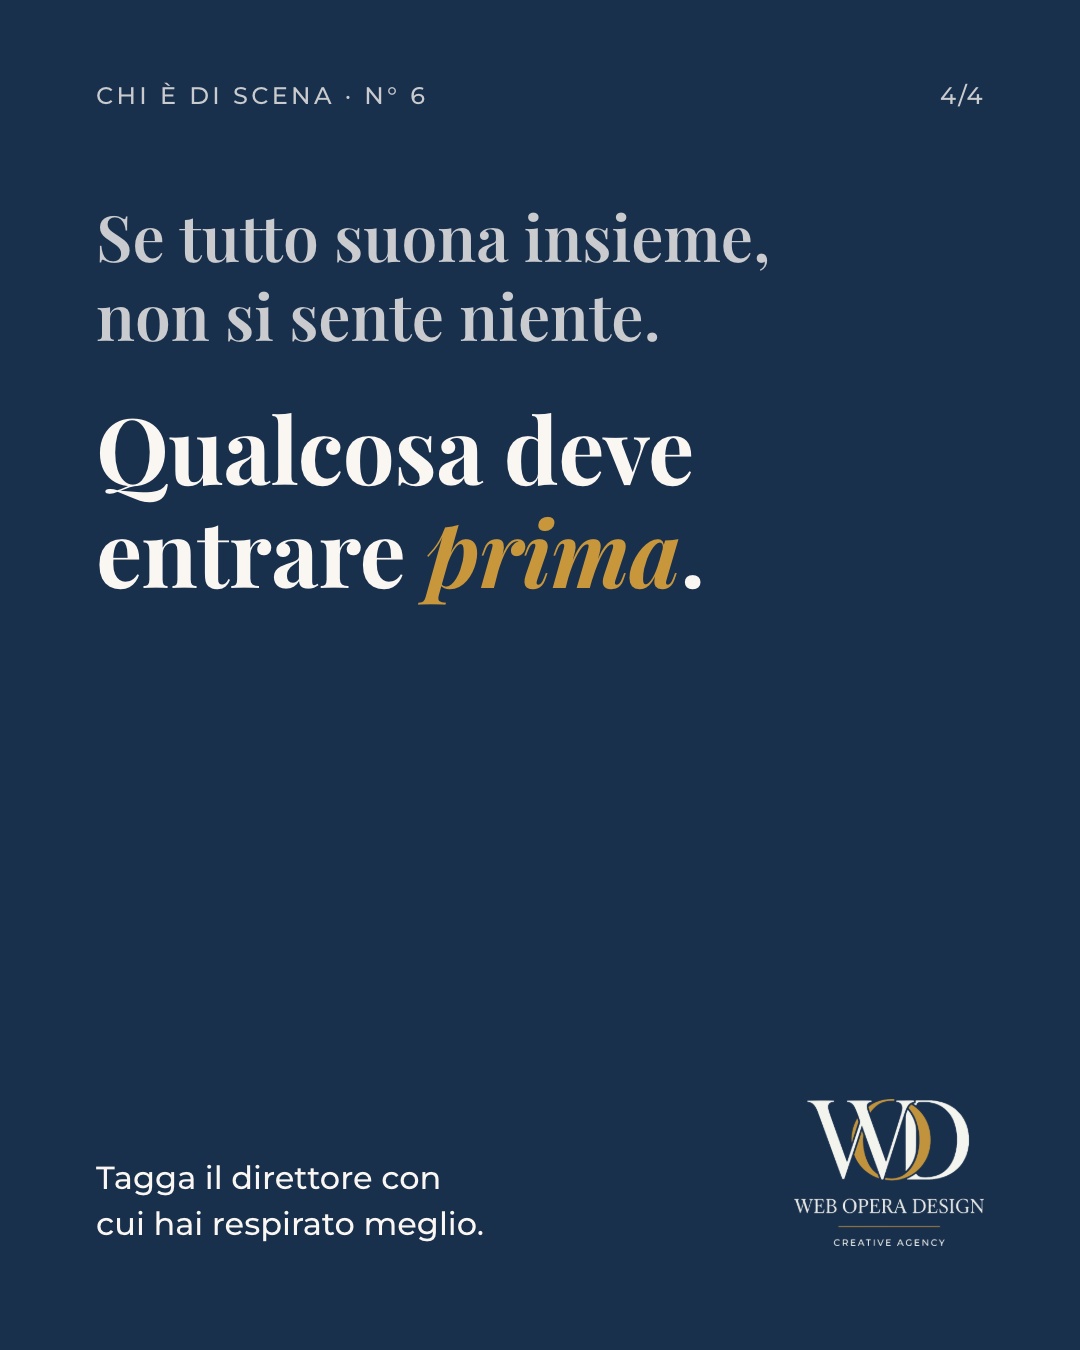 CHI È DI SCENA · N° 6
4/4
Se tutto suona insieme,
non si sente niente.
Qualcosa deve
entrare prima.
Tagga il direttore con
cui hai respirato meglio.
WOD
WEB OPERA DESIGN
CREATIVE AGENCY